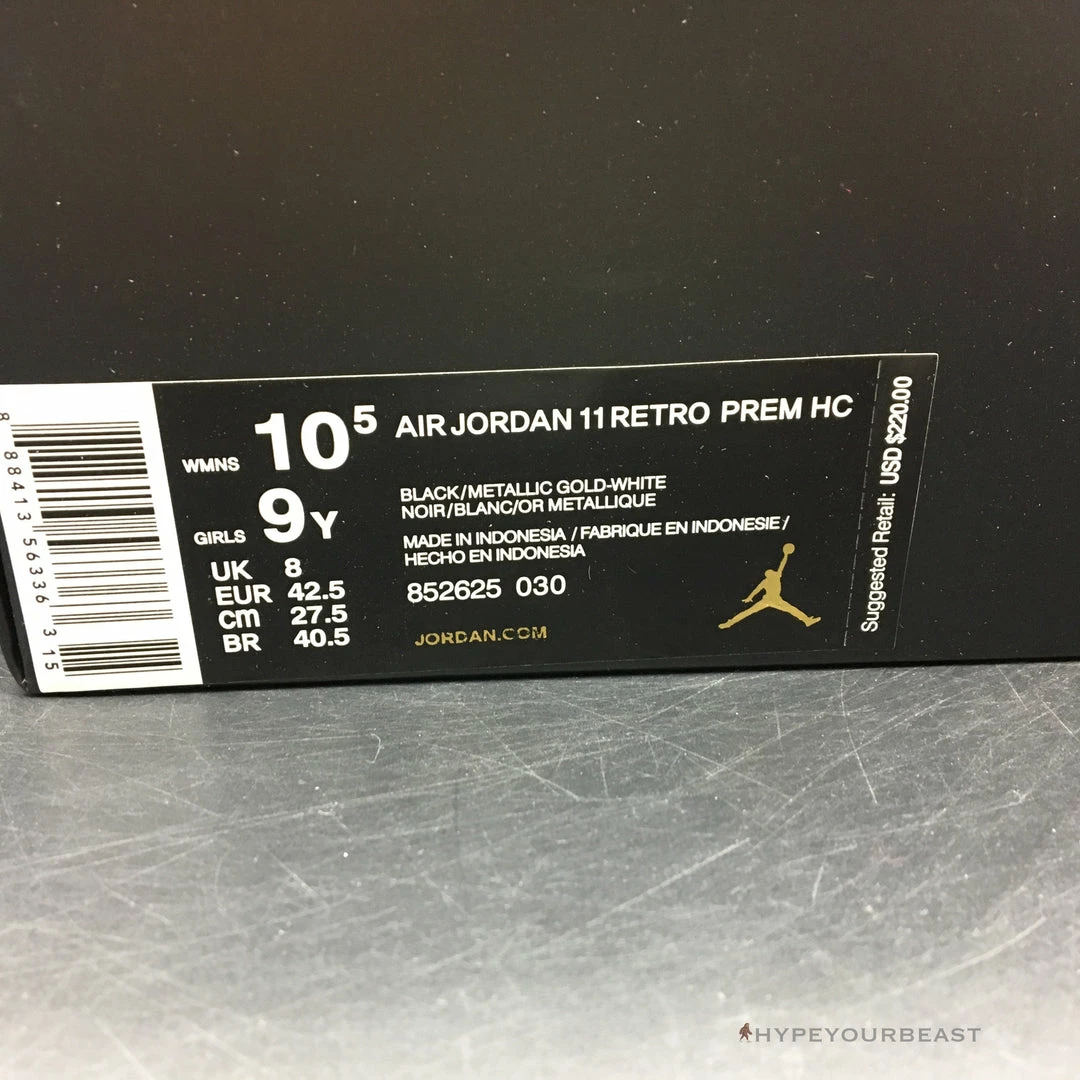 8 88413 56336 315
WMNS 10⁵
GIRLS 9Y
UK 8
EUR 42.5
cm 27.5
BR 40.5
AIR JORDAN 11 RETRO PREM HC
BLACK/METALLIC GOLD-WHITE
NOIR/BLANC/OR METALLIQUE
MADE IN INDONESIA / FABRIQUE EN INDONESIE /
HECHO EN INDONESIA
852625 030
JORDAN.COM
Suggested Retail: USD $220.00
HYPEYOURBEAST